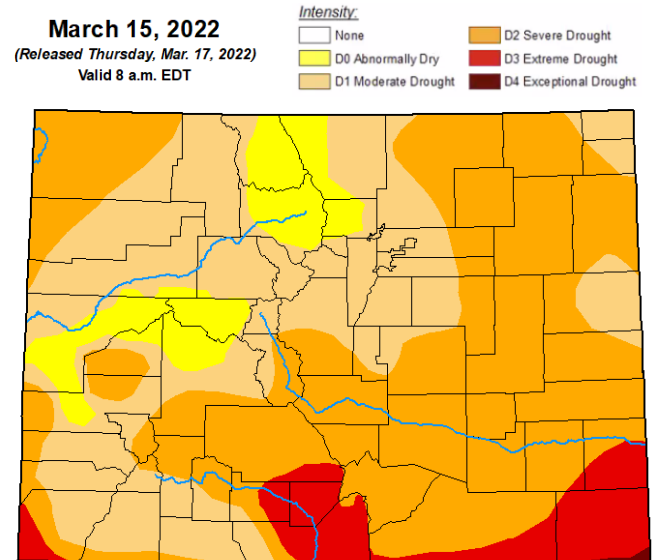 March 15, 2022
(Released Thursday, Mar. 17, 2022)
Valid 8 a.m. EDT
Intensity:
None
D0 Abnormally Dry
D1 Moderate Drought
D2 Severe Drought
D3 Extreme Drought
D4 Exceptional Drought